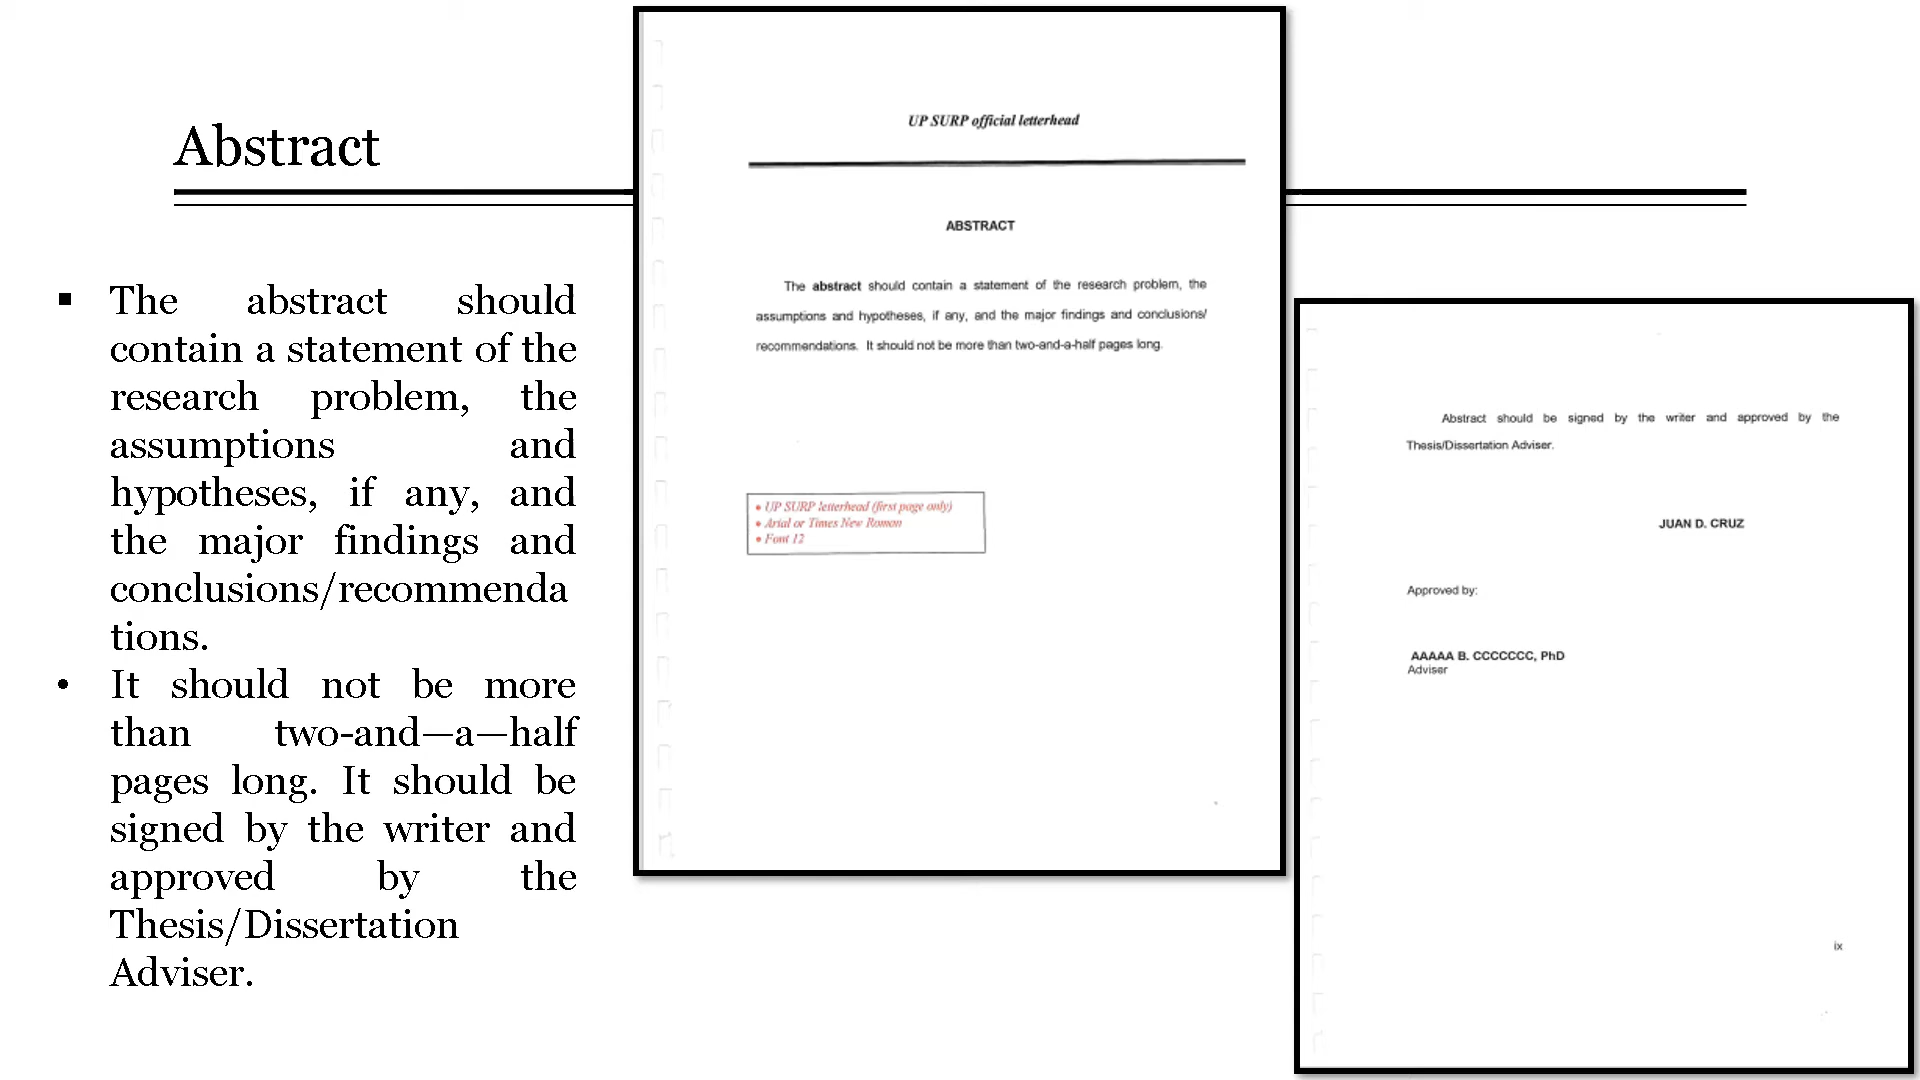 Abstract
▪ The abstract should
contain a statement of the
research problem, the
assumptions and
hypotheses, if any, and
the major findings and
conclusions/recommenda
tions.
• It should not be more
than two-and—a—half
pages long. It should be
signed by the writer and
approved by the
Thesis/Dissertation
Adviser.
UP SURP official letterhead
ABSTRACT
The abstract should contain a statement of the research problem, the
assumptions and hypotheses, if any, and the major findings and conclusions/
recommendations. It should not be more than two-and-a-half pages long.
• UP SURP letterhead (first page only)
• Arial or Times New Roman
• Font 12
Abstract should be signed by the writer and approved by the
Thesis/Dissertation Adviser.
JUAN D. CRUZ
Approved by:
AAAAA B. CCCCCCC, PhD
Adviser
ix